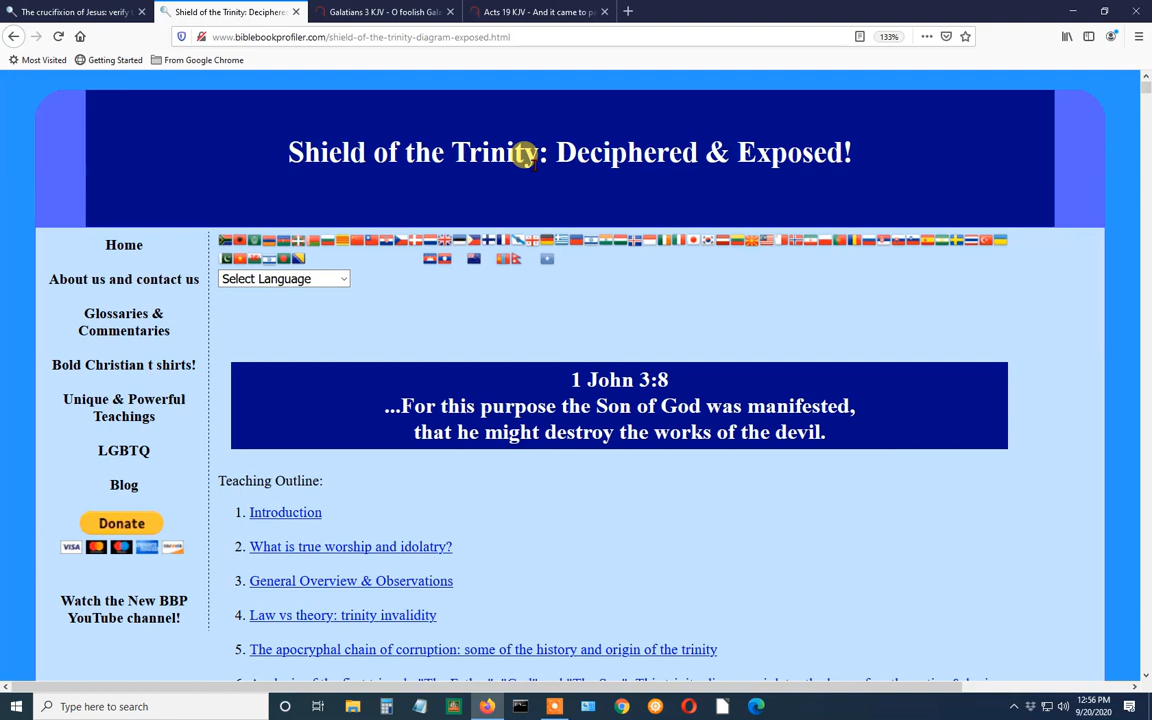 The crucifixion of Jesus: verify
Shield of the Trinity: Deciphere
Galatians 3 KJV - O foolish Gala
Acts 19 KJV - And it came to pa
www.biblebookprofiler.com/shield-of-the-trinity-diagram-exposed.html
133%
Most Visited
Getting Started
From Google Chrome
Shield of the Trinity: Deciphered & Exposed!
Home
About us and contact us
Glossaries &
Commentaries
Bold Christian t shirts!
Unique & Powerful
Teachings
LGBTQ
Blog
Donate
VISA
Watch the New BBP
YouTube channel!
Select Language
1 John 3:8
...For this purpose the Son of God was manifested,
that he might destroy the works of the devil.
Teaching Outline:
1. Introduction
2. What is true worship and idolatry?
3. General Overview & Observations
4. Law vs theory: trinity invalidity
5. The apocryphal chain of corruption: some of the history and origin of the trinity
Type here to search
12:56 PM
9/20/2020